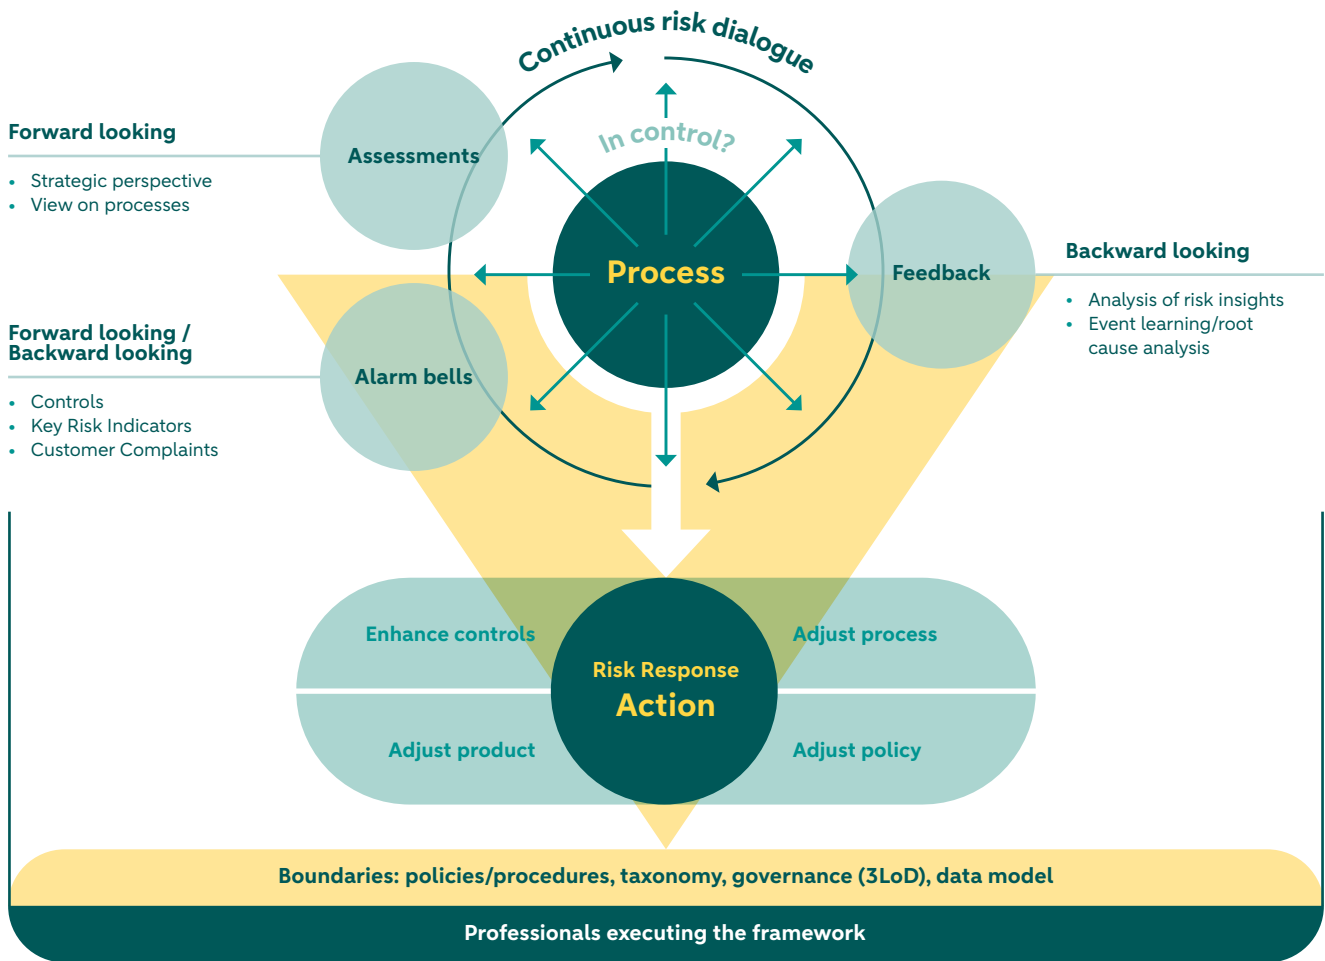 Continuous risk dialogue
In control?
Process
Forward looking
• Strategic perspective
• View on processes
Assessments
Forward looking /
Backward looking
• Controls
• Key Risk Indicators
• Customer Complaints
Alarm bells
Feedback
Backward looking
• Analysis of risk insights
• Event learning/root
cause analysis
Enhance controls
Adjust process
Risk Response
Action
Adjust product
Adjust policy
Boundaries: policies/procedures, taxonomy, governance (3LoD), data model
Professionals executing the framework